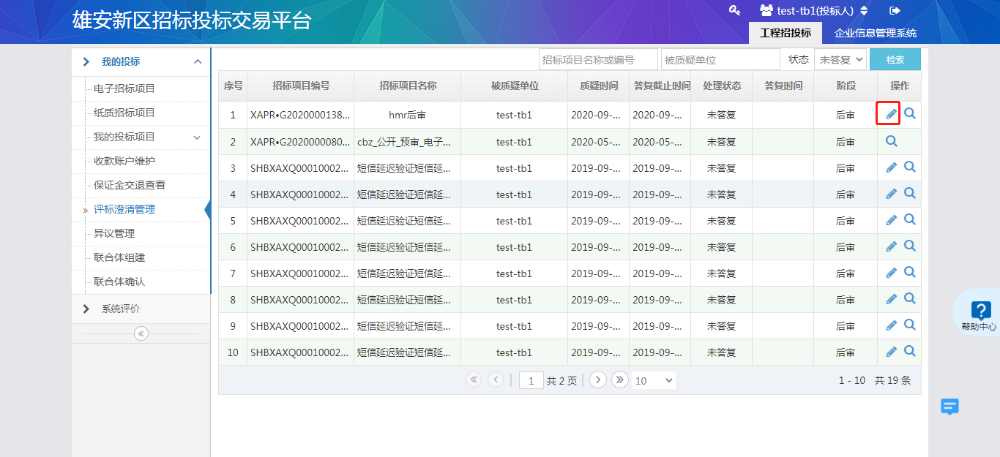 雄安新区招标投标交易平台
test-tb1(投标人)
工程招投标 企业信息管理系统
我的投标
电子招标项目
纸质招标项目
我的投标项目
收款账户维护
保证金交退查看
» 评标澄清管理
异议管理
联合体组建
联合体确认
系统评价
招标项目名称或编号 被质疑单位 状态 未答复 检索
序号 招标项目编号 招标项目名称 被质疑单位 质疑时间 答复截止时间 处理状态 答复时间 阶段 操作
1 XAPR•G2020000138... hmr后审 test-tb1 2020-09-... 2020-09-... 未答复 后审
2 XAPR•G2020000080... cbz_公开_预审_电子... test-tb1 2020-05-... 2020-05-... 未答复 后审
3 SHBXAXQ00010002... 短信延迟验证短信延... test-tb1 2019-09-... 2019-09-... 未答复 后审
4 SHBXAXQ00010002... 短信延迟验证短信延... test-tb1 2019-09-... 2019-09-... 未答复 后审
5 SHBXAXQ00010002... 短信延迟验证短信延... test-tb1 2019-09-... 2019-09-... 未答复 后审
6 SHBXAXQ00010002... 短信延迟验证短信延... test-tb1 2019-09-... 2019-09-... 未答复 后审
7 SHBXAXQ00010002... 短信延迟验证短信延... test-tb1 2019-09-... 2019-09-... 未答复 后审
8 SHBXAXQ00010002... 短信延迟验证短信延... test-tb1 2019-09-... 2019-09-... 未答复 后审
9 SHBXAXQ00010002... 短信延迟验证短信延... test-tb1 2019-09-... 2019-09-... 未答复 后审
10 SHBXAXQ00010002... 短信延迟验证短信延... test-tb1 2019-09-... 2019-09-... 未答复 后审
1 共 2 页 10 1 - 10 共 19 条
?
帮助中心